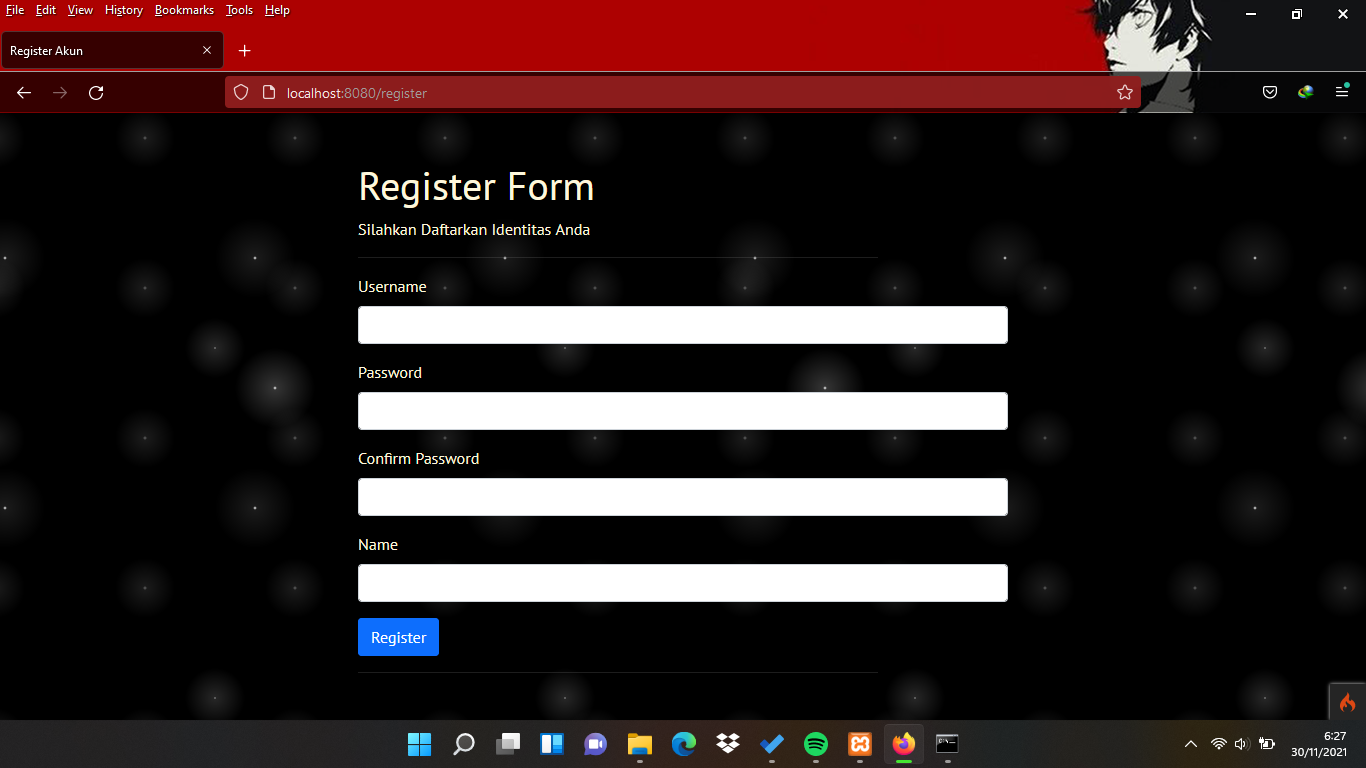 File Edit View History Bookmarks Tools Help
Register Akun
localhost:8080/register
Register Form
Silahkan Daftarkan Identitas Anda
Username
Password
Confirm Password
Name
Register
6:27
30/11/2021